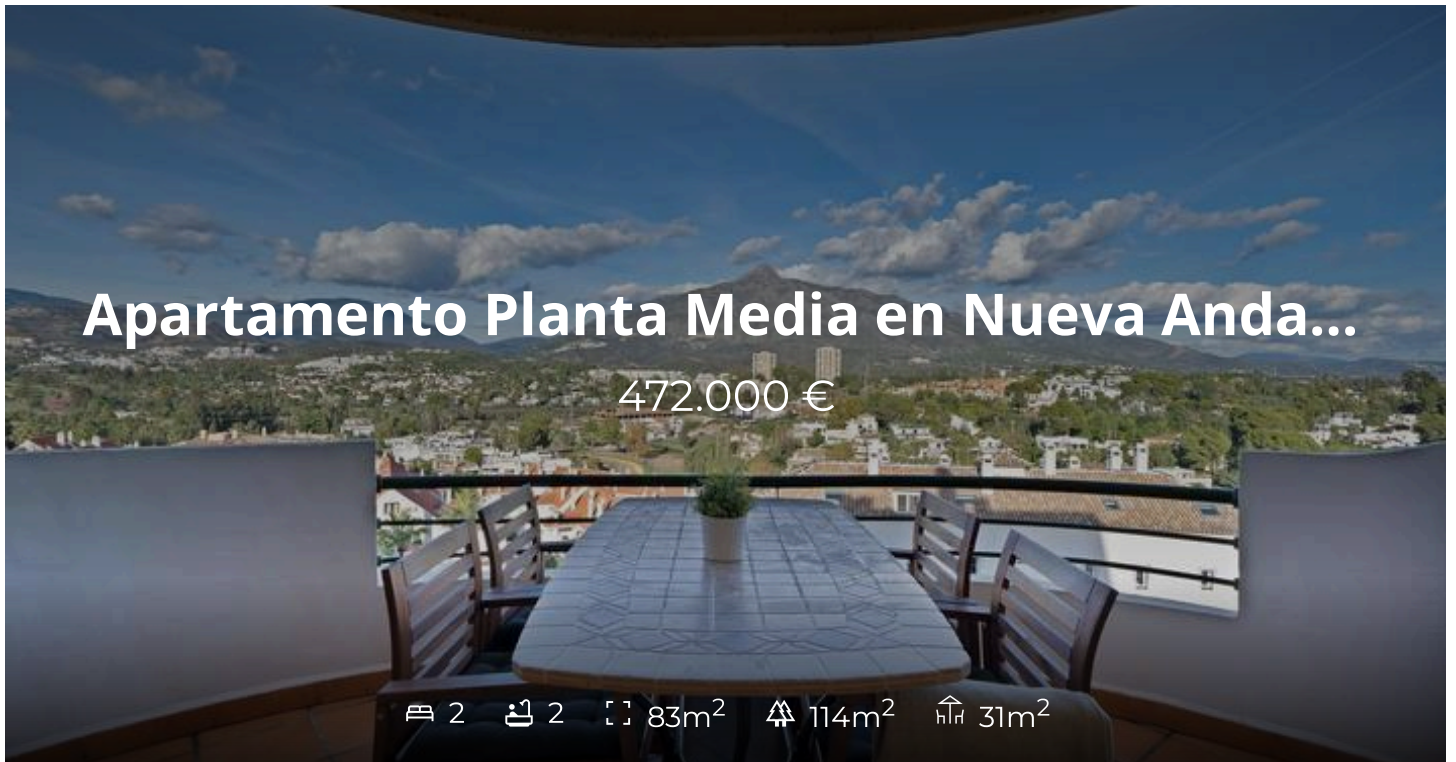 Apartamento Planta Media en Nueva Anda...
472.000 €
2 2 83m² 114m² 31m²